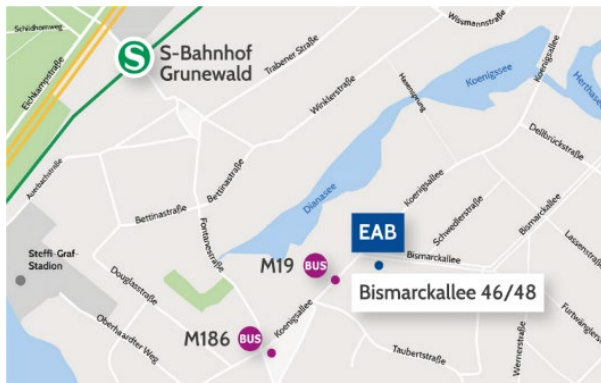 Schildhornweg.
Wissmannstraße
S
S-Bahnhof
Grunewald
Trabener Straße
Koenigssee
Koenigsallee
Eichkampstraße
Winklerstraße
Hasensprung
Herthasee
Delbrückstraße
Auerbachstraße
Bettinastraße
Dianasee
Koenigsallee
Bettinastraße
Fontanestraße
Schwedlerstraße
Bismarckallee
EAB
Steffi-Graf-
Stadion
Lassenstraße
M19
BUS
Bismarckallee
Douglasstraße
Bismarckallee 46/48
Koenigsallee
Oberhaardter Weg
M186
BUS
Furtwänglerstr
Taubertstraße
Wernerstraße